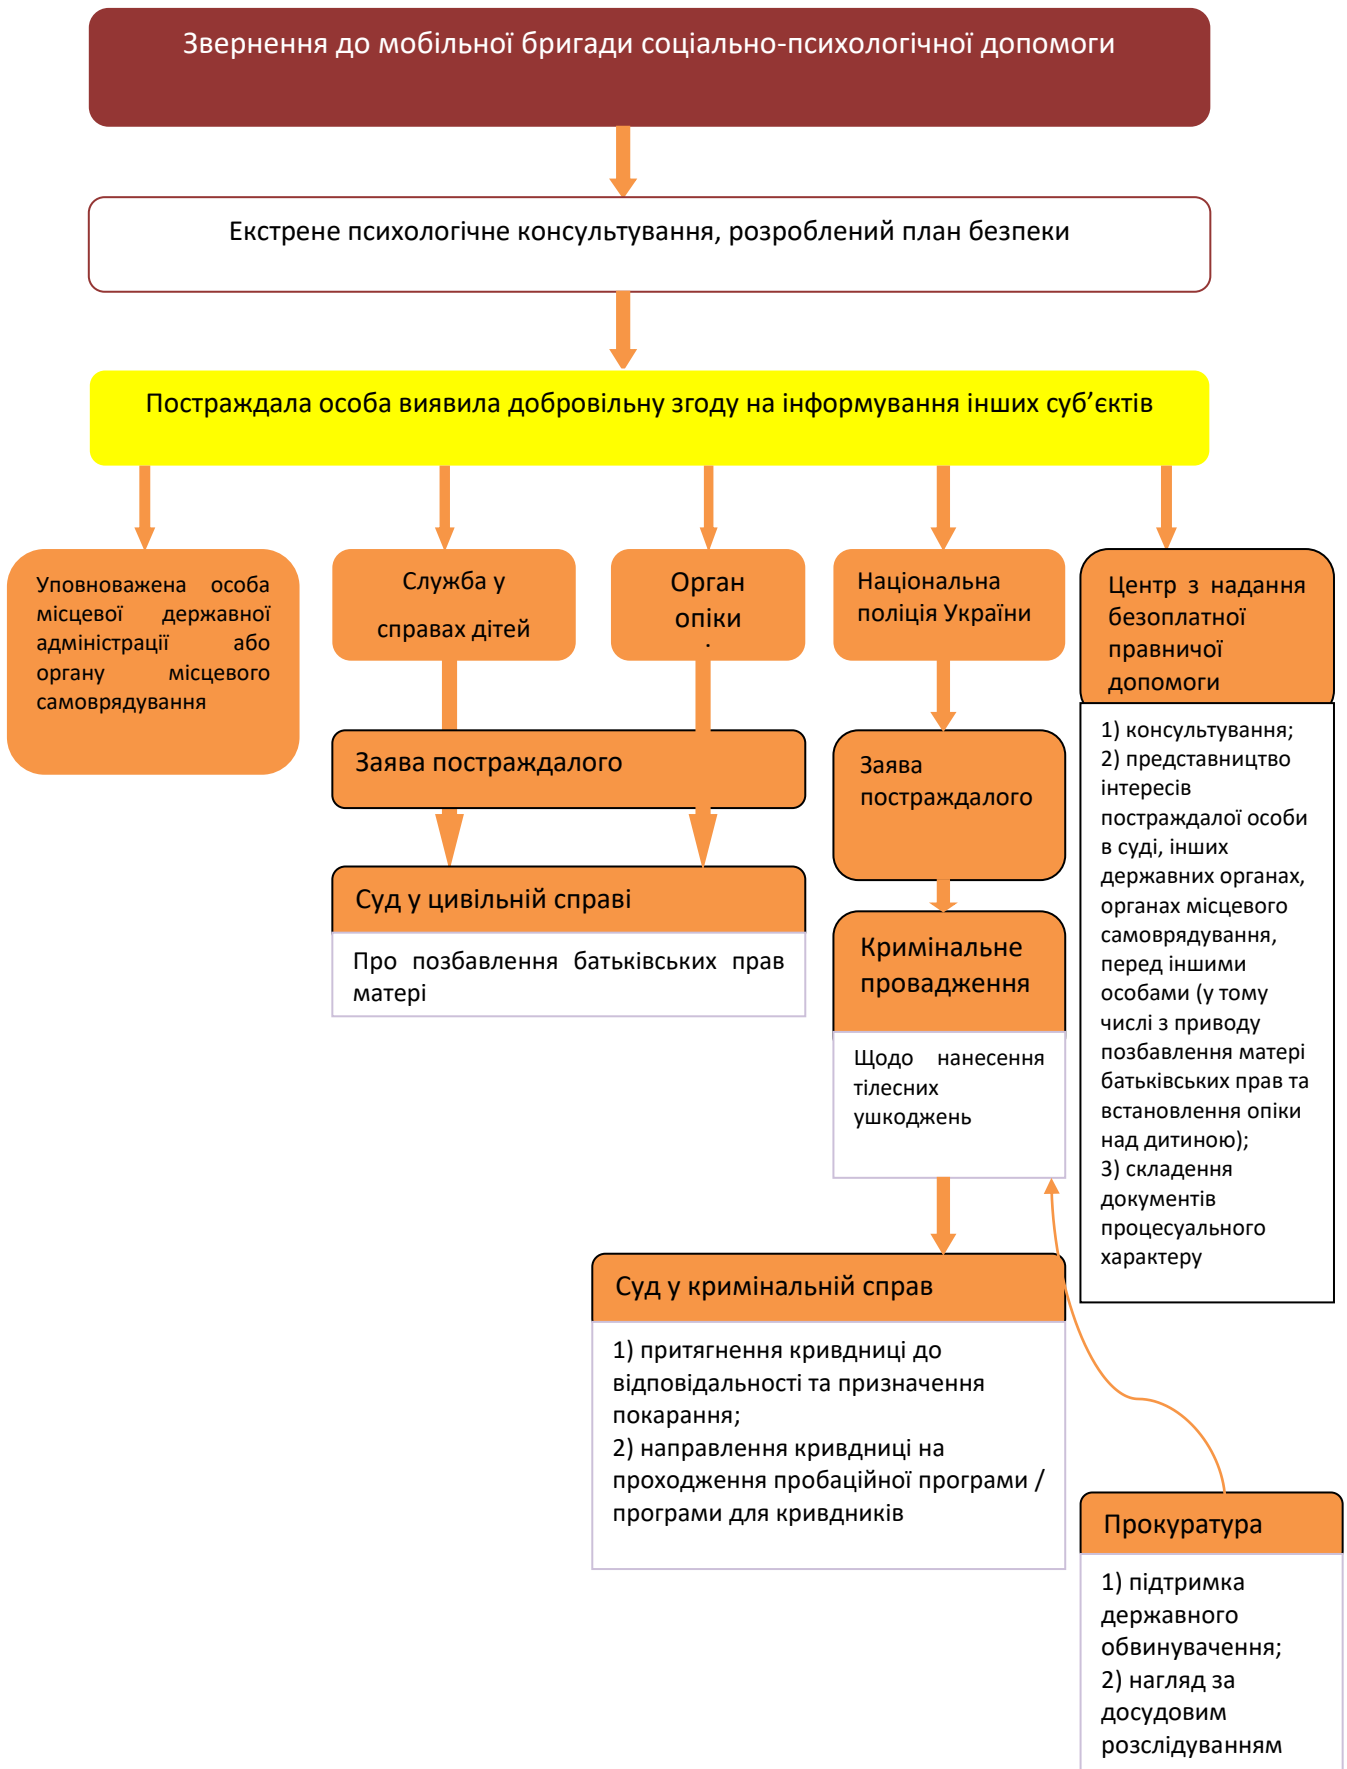 Звернення до мобільної бригади соціально-психологічної допомоги
Екстрене психологічне консультування, розроблений план безпеки
Постраждала особа виявила добровільну згоду на інформування інших суб’єктів
Уповноважена особа
місцевої державної
адміністрації або
органу місцевого
самоврядування
Служба у
справах дітей
Орган
опіки
Національна
поліція України
Центр з надання
безоплатної
правничої
допомоги
Заява постраждалого
Заява
постраждалого
1) консультування;
2) представництво
інтересів
постраждалої особи
в суді, інших
державних органах,
органах місцевого
самоврядування,
перед іншими
особами (у тому
числі з приводу
позбавлення матері
батьківських прав та
встановлення опіки
над дитиною);
3) складення
документів
процесуального
характеру
Суд у цивільній справі
Про позбавлення батьківських прав
матері
Кримінальне
провадження
Щодо нанесення
тілесних
ушкоджень
Суд у кримінальній справ
1) притягнення кривдниці до
відповідальності та призначення
покарання;
2) направлення кривдниці на
проходження пробаційної програми /
програми для кривдників
Прокуратура
1) підтримка
державного
обвинувачення;
2) нагляд за
досудовим
розслідуванням